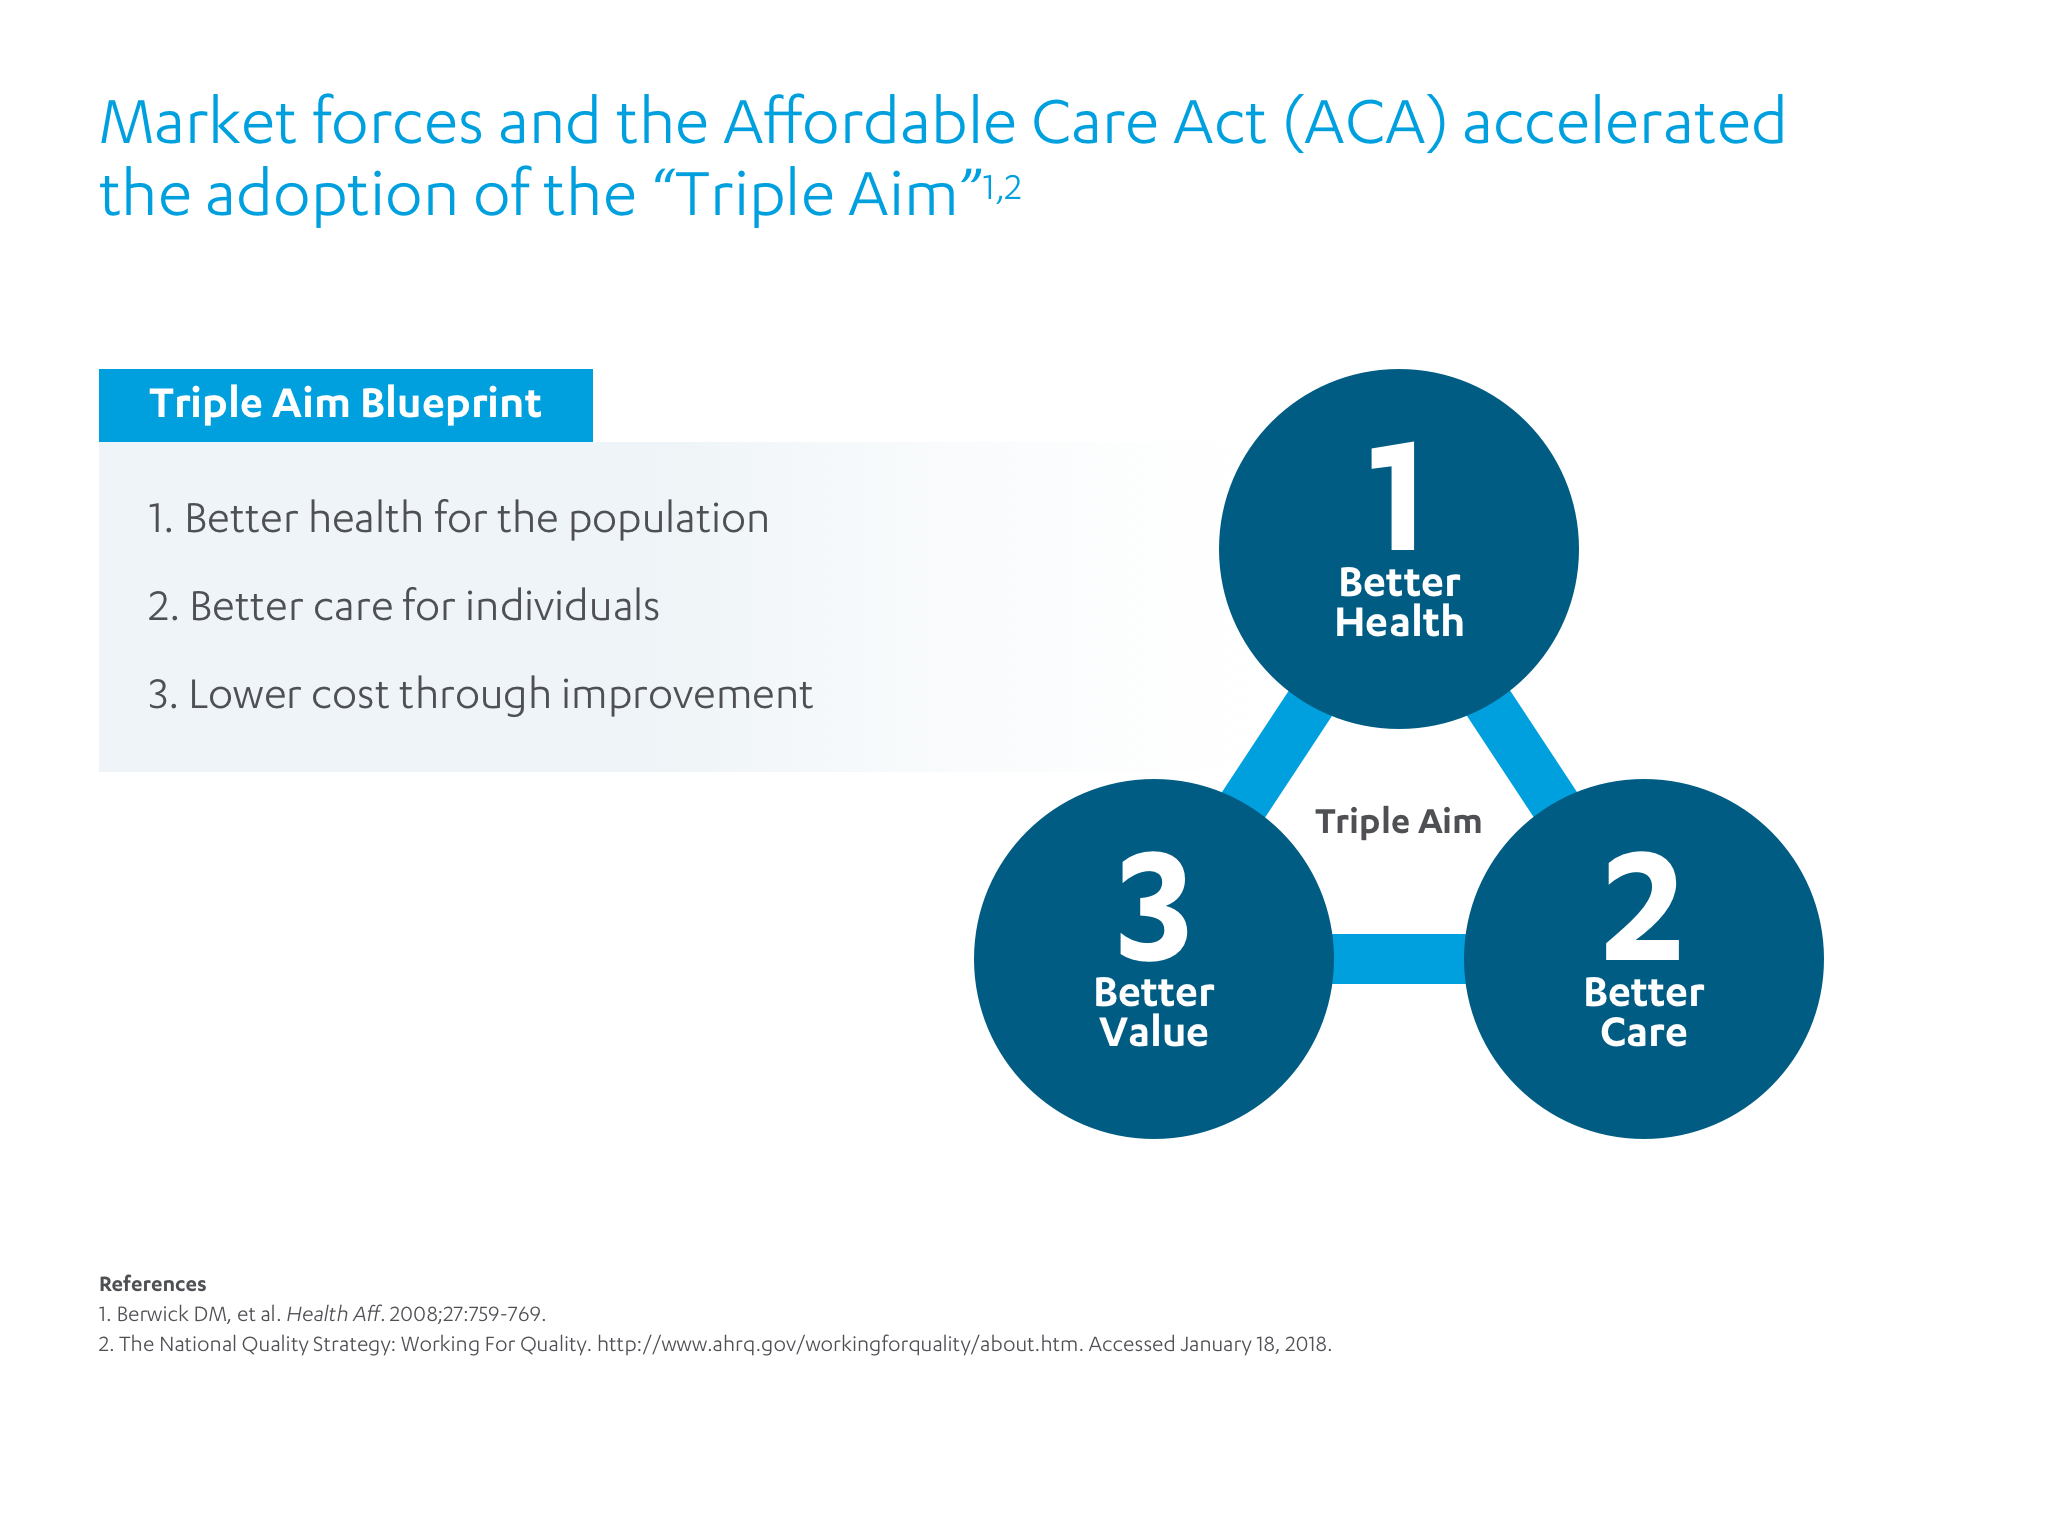 Market forces and the Affordable Care Act (ACA) accelerated
the adoption of the “Triple Aim”1,2
Triple Aim Blueprint
1. Better health for the population
2. Better care for individuals
3. Lower cost through improvement
1
Better
Health
Triple Aim
3
Better
Value
2
Better
Care
References
1. Berwick DM, et al. Health Aff. 2008;27:759-769.
2. The National Quality Strategy: Working For Quality. http://www.ahrq.gov/workingforquality/about.htm. Accessed January 18, 2018.